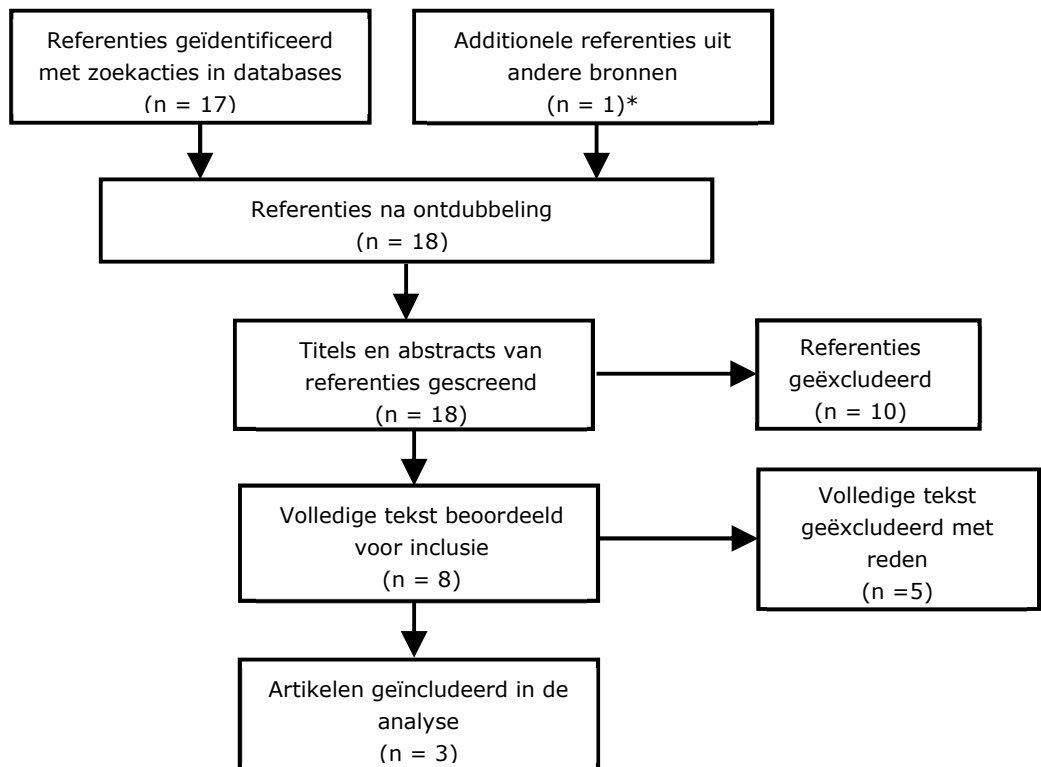 Referenties geïdentificeerd
met zoekacties in databases
(n = 17)
Additionele referenties uit
andere bronnen
(n = 1)*
Referenties na ontdubbeling
(n = 18)
Titels en abstracts van
referenties gescreend
(n = 18)
Referenties
geëxcludeerd
(n = 10)
Volledige tekst beoordeeld
voor inclusie
(n = 8)
Volledige tekst
geëxcludeerd met
reden
(n =5)
Artikelen geïncludeerd in de
analyse
(n = 3)